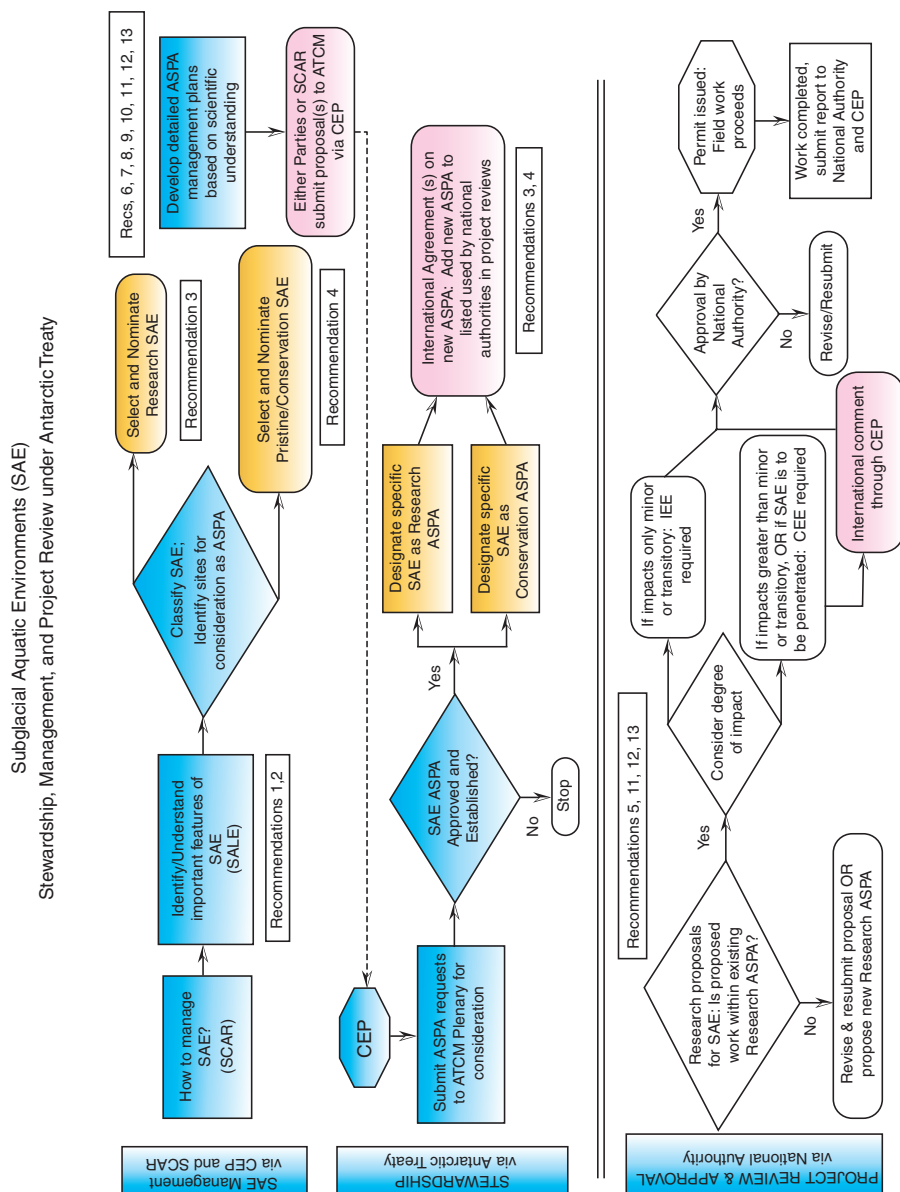 Subglacial Aquatic Environments (SAE)
Stewardship, Management, and Project Review under Antarctic Treaty
SAE Management
via CEP and SCAR
How to manage
SAE?
(SCAR)
Identify/Understand
important features of
SAE
(SALE)
Recommendations 1,2
Classify SAE;
Identify sites for
consideration as ASPA
Select and Nominate
Research SAE
Recommendation 3
Select and Nominate
Pristine/Conservation SAE
Recommendation 4
Recs, 6, 7, 8, 9, 10, 11, 12, 13
Develop detailed ASPA
management plans
based on scientific
understanding
Either Parties or SCAR
submit proposal(s) to ATCM
via CEP
STEWARDSHIP
via Antarctic Treaty
CEP
Submit ASPA requests
to ATCM Plenary for
consideration
SAE ASPA
Approved and
Established?
No
Stop
Yes
Designate specific
SAE as Research
ASPA
Designate specific
SAE as
Conservation ASPA
International Agreement (s) on
new ASPA: Add new ASPA to
listed used by national
authorities in project reviews
Recommendations 3, 4
PROJECT REVIEW & APPROVAL
via National Authority
Research proposals
for SAE: Is proposed
work within existing
Research ASPA?
No
Revise & resubmit proposal OR
propose new Research ASPA
Yes
Recommendations 5, 11, 12, 13
Consider degree
of impact
If impacts only minor
or transitory: IEE
required
If impacts greater than minor
or transitory, OR if SAE is to
be penetrated: CEE required
International comment
through CEP
Approval by
National
Authority?
No
Revise/Resubmit
Yes
Permit issued:
Field work
proceeds
Work completed,
submit report to
National Authority
and CEP